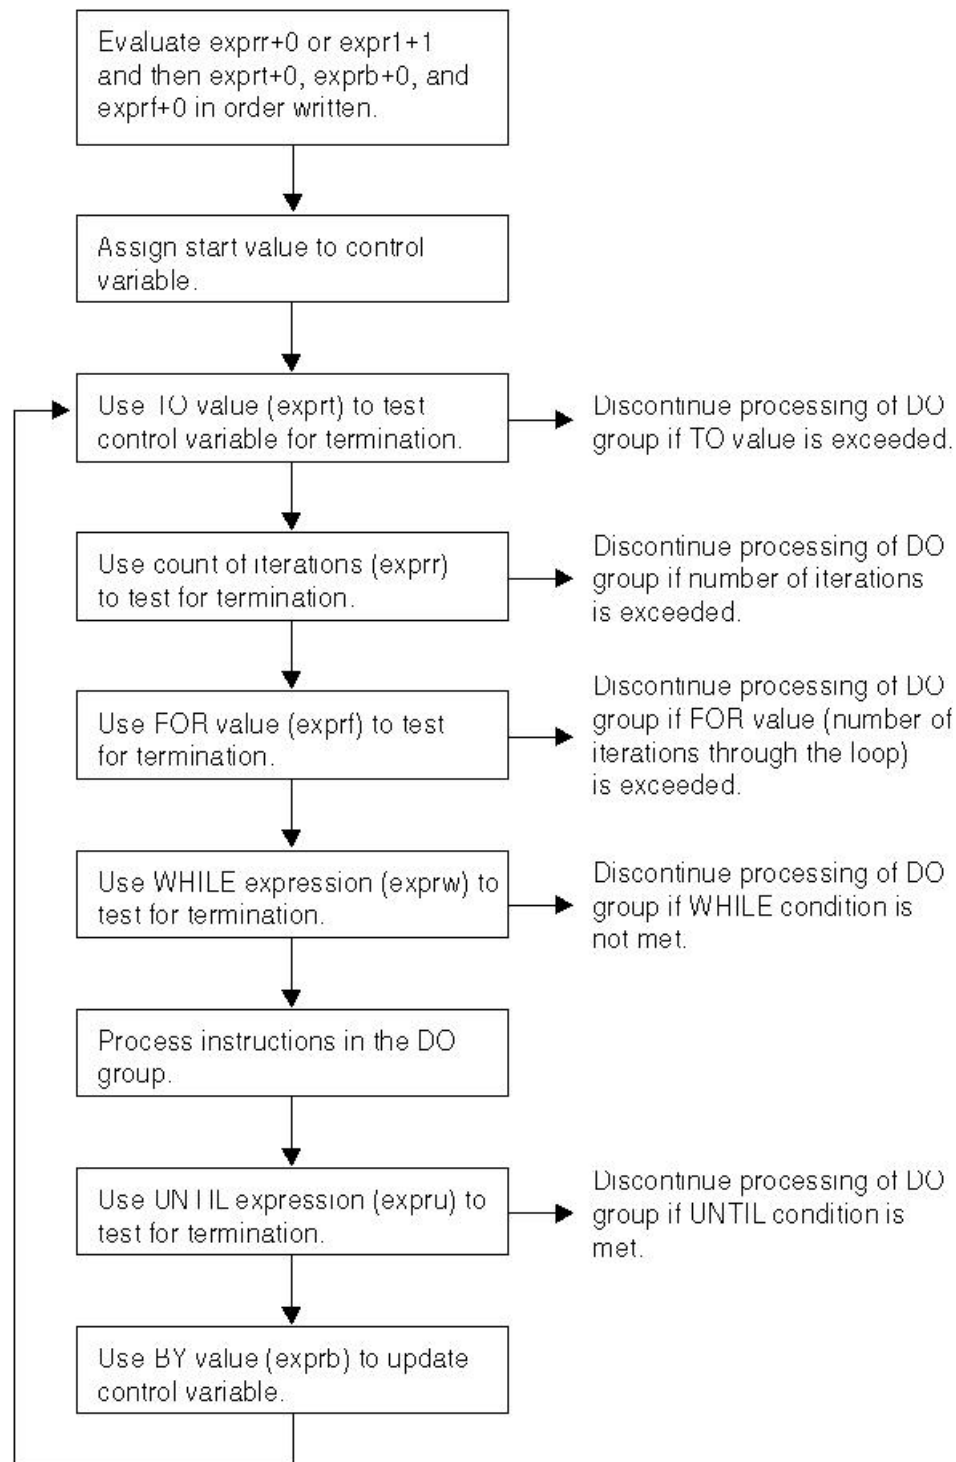 Evaluate exprr+0 or expr1+1
and then exprt+0, exprb+0, and
exprf+0 in order written.
Assign start value to control
variable.
Use TO value (exprt) to test
control variable for termination.
Discontinue processing of DO
group if TO value is exceeded.
Use count of iterations (exprr)
to test for termination.
Discontinue processing of DO
group if number of iterations
is exceeded.
Use FOR value (exprf) to test
for termination.
Discontinue processing of DO
group if FOR value (number of
iterations through the loop)
is exceeded.
Use WHILE expression (exprw) to
test for termination.
Discontinue processing of DO
group if WHILE condition is
not met.
Process instructions in the DO
group.
Use UNTIL expression (expru) to
test for termination.
Discontinue processing of DO
group if UNTIL condition is
met.
Use BY value (exprb) to update
control variable.